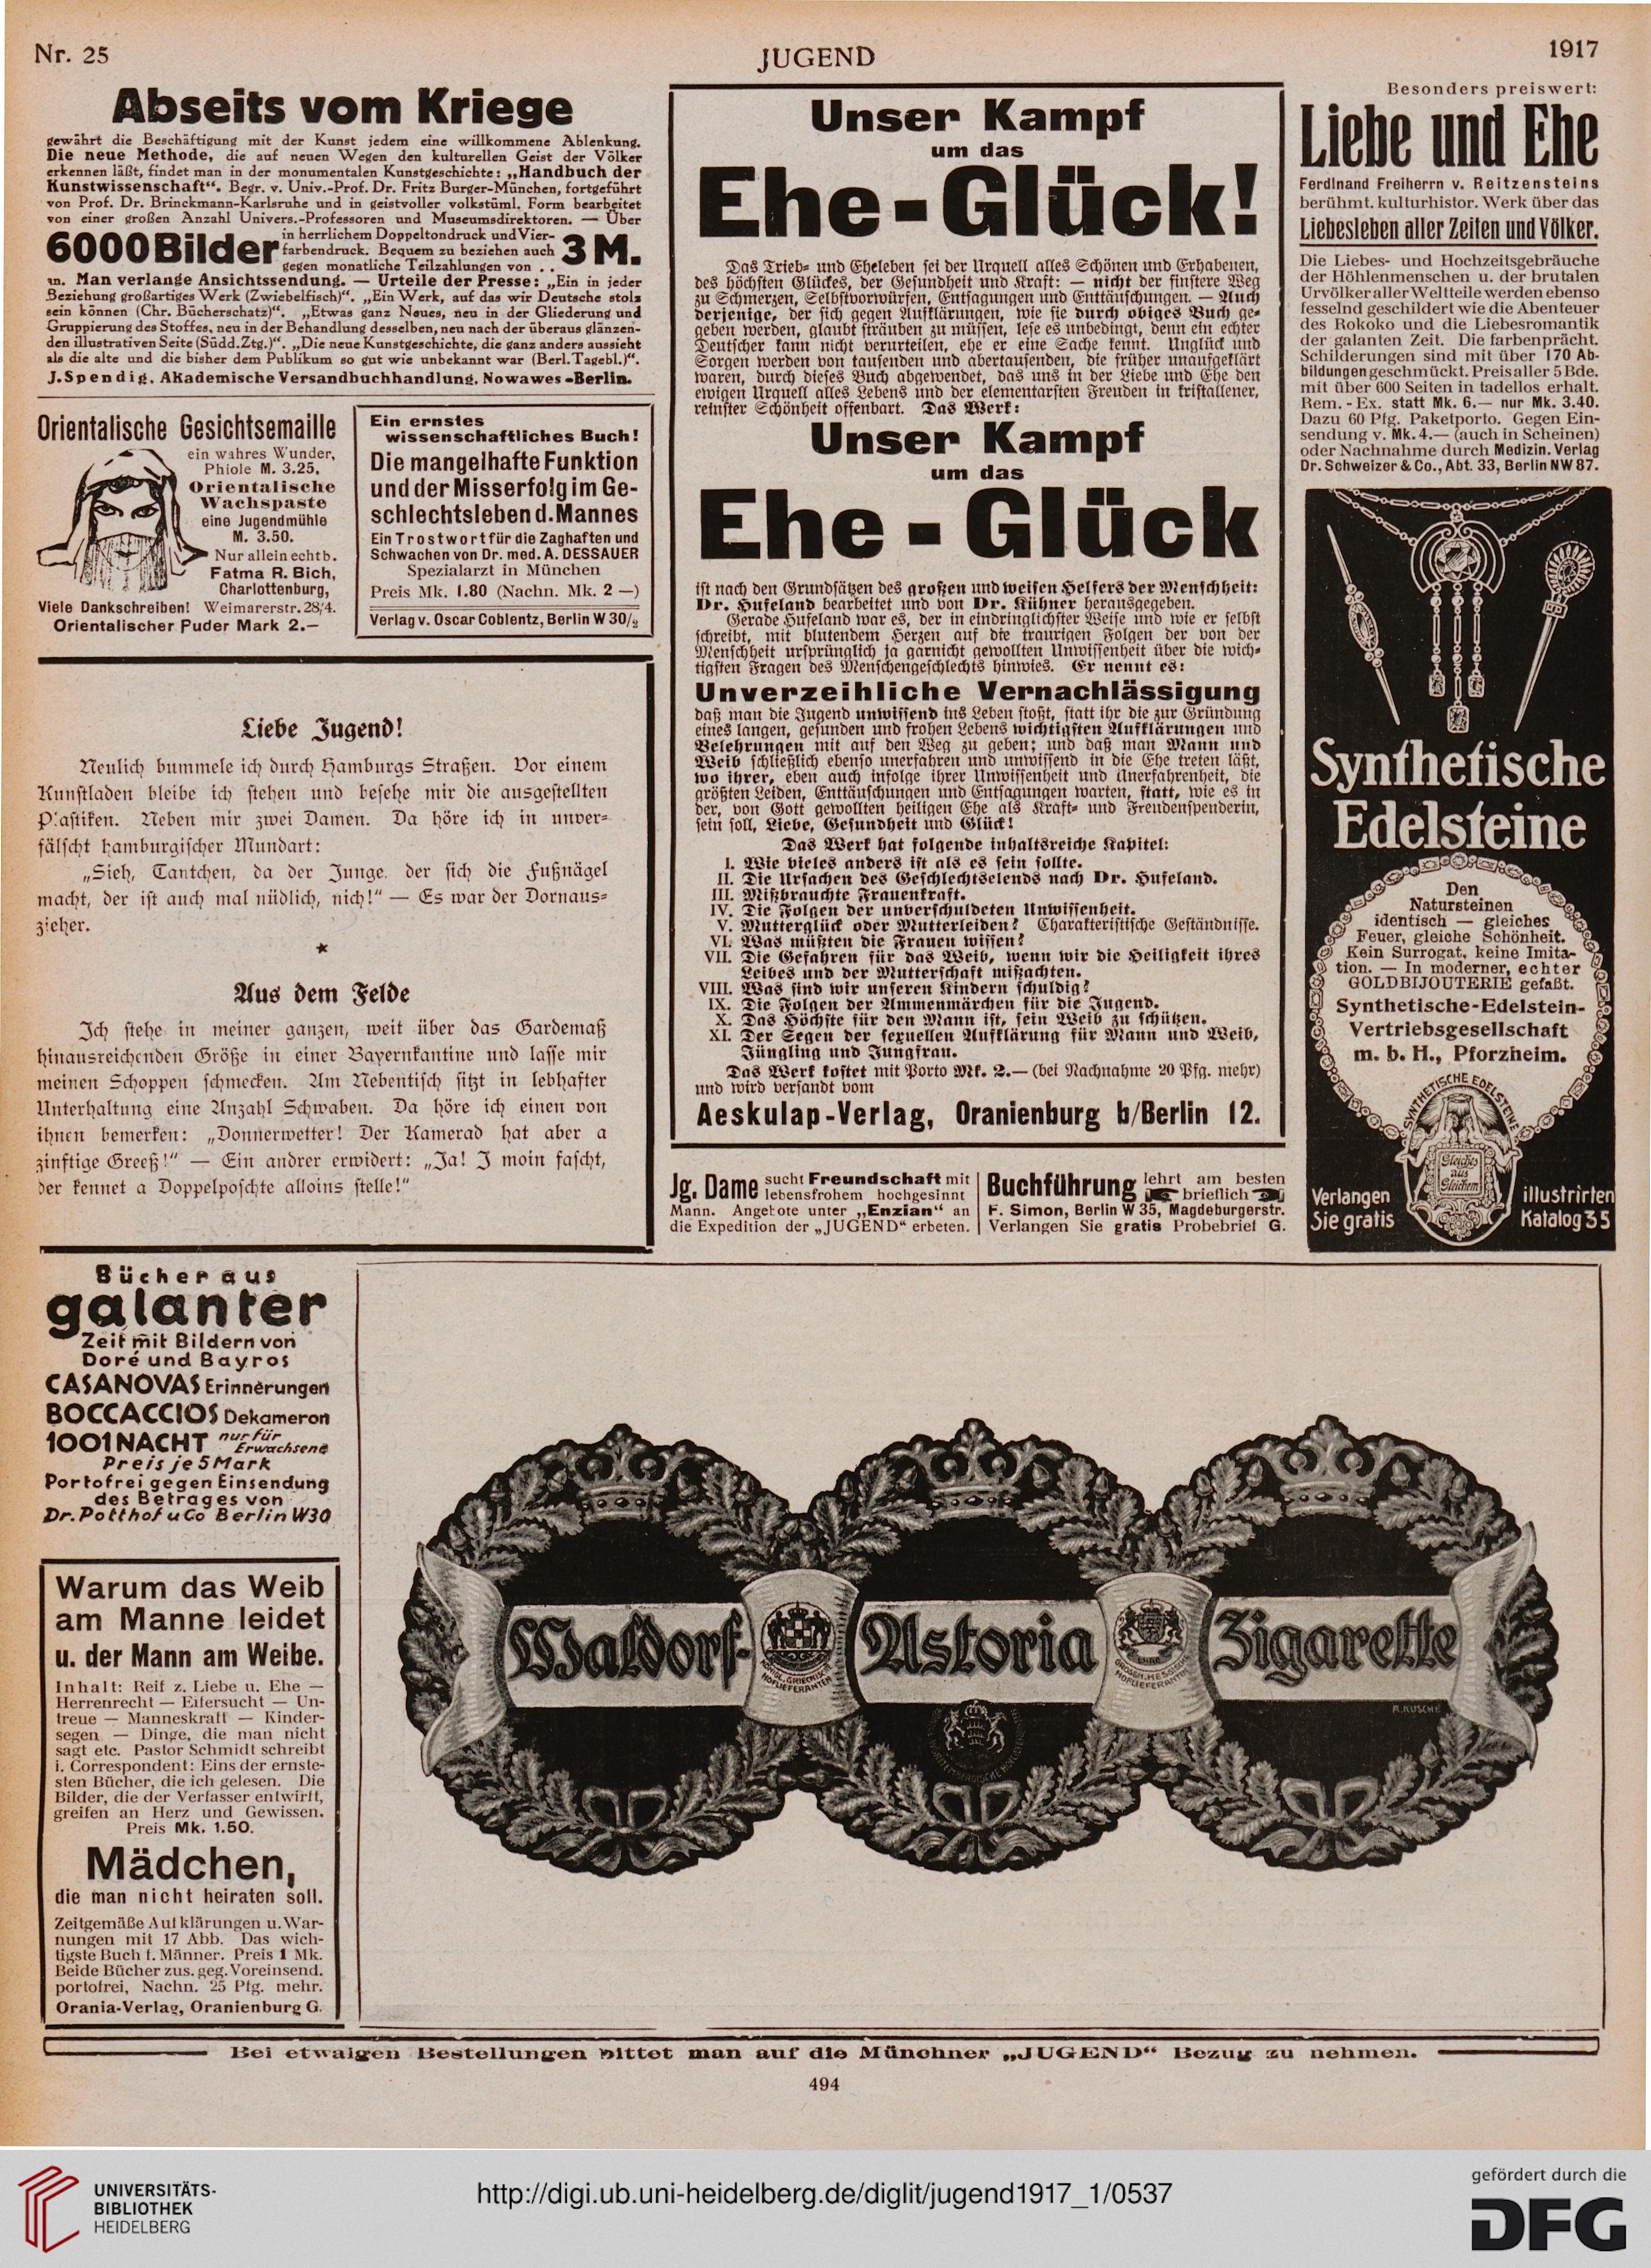 Nr. 25
JUGEND
1917
Abseits vom Kriege
gewährt die Beschäftigung mit der Kunst jedem eine willkommene Ablenkung.
Die neue Methode, die auf neuen Wegen den kulturellen Geist der Völker
erkennen läßt, findet man in der monumentalen Kunstgeschichte: „Handbuch der
Kunstwissenschaft“. Begr. v. Univ.-Prof. Dr. Fritz Burger-München, fortgeführt
von Prof. Dr. Brinckmann-Karlsruhe und in geistvoller volkstüml. Form bearbeitet
von einer großen Anzahl Univers.-Professoren und Museumsdirektoren. — Über
6000 Bilder in herrlichem Doppeltondruck und Vier-
farbendruck. Bequem zu beziehen auch
gegen monatliche Teilzahlungen von . . 3 M.
an. Man verlange Ansichtssendung. — Urteile der Presse: „Ein in jeder
Beziehung großartiges Werk (Zwiebelfisch)“. „Ein Werk, auf das wir Deutsche stolz
sein können (Chr. Bücherschatz)“. „Etwas ganz Neues, neu in der Gliederung und
Gruppierung des Stoffes, neu in der Behandlung desselben, neu nach der überaus glänzen-
den illustrativen Seite (Südd. Ztg.)“. „Die neue Kunstgeschichte, die ganz anders aussieht
als die alte und die bisher dem Publikum so gut wie unbekannt war (Berl. Tagebl.)“.
J. Spendig, Akademische Versandbuchhandlung, Nowawes-Berlin.
Orientalische Gesichtsemaille
ein wahres Wunder,
Phiole M. 3.25,
Orientalische
Wachspaste
eine Jugendmühle
M. 3.50.
Nur allein echt b.
Fatma R. Bich,
Charlottenburg,
Viele Dankschreiben! Weimarerstr. 28/4.
Orientalischer Puder Mark 2.—
Ein ernstes
wissenschaftliches Buch!
Die mangelhafte Funktion
und der Misserfolg im Ge-
schlechtsleben d. Mannes
Ein Trostwort für die Zaghaften und
Schwachen von Dr. med. A. DESSAUER
Spezialarzt in München
Preis Mk. 1.80 (Nachn. Mk. 2 —)
Verlag v. Oscar Coblentz, Berlin W 30/2
Liebe Jugend!
Neulich bummele ich durch Hamburgs Straßen. Vor einem
Kunstladen bleibe ich stehen und besehe mir die ausgestellten
Plastiken. Neben mir zwei Damen. Da höre ich in unver-
fälscht hamburgischer Mundart:
„Sieh, Tantchen, da der Junge, der sich die Fußnägel
macht, der ist auch mal nüdlich, nich!“ — Es war der Dornaus-
zieher.
*
Aus dem Felde
Ich stehe in meiner ganzen, weit über das Gardemaß
hinausreichenden Größe in einer Bayernkantine und lasse mir
meinen Schoppen schmecken. Am Nebentisch sitzt in lebhafter
Unterhaltung eine Anzahl Schwaben. Da höre ich einen von
ihnen bemerken: „Donnerwetter! Der Kamerad hat aber a
zinftige Greeß!“ — Ein andrer erwidert: „Ja! I moin fascht,
der kennet a Doppelposchte alloins stelle!“
Unser Kampf
um das
Ehe-Glück!
Das Trieb- und Eheleben sei der Urquell alles Schönen und Erhabenen,
des höchsten Glückes, der Gesundheit und Kraft: — nicht der finstere Weg
zu Schmerzen, Selbstvorwürfen, Entsagungen und Enttäuschungen. — Auch
derjenige, der sich gegen Aufklärungen, wie sie durch obiges Buch ge-
geben werden, glaubt sträuben zu müssen, lese es unbedingt, denn ein echter
Deutscher kann nicht verurteilen, ehe er eine Sache kennt. Unglück und
Sorgen werden von tausenden und abertausenden, die früher unaufgeklärt
waren, durch dieses Buch abgewendet, das uns in der Liebe und Ehe den
ewigen Urquell alles Lebens und der elementarsten Freuden in kristallener,
reinster Schönheit offenbart. Das Werk:
Unser Kampf
um das
Ehe-Glück
ist nach den Grundsätzen des großen und weisen Helfers der Menschheit:
Dr. Hufeland bearbeitet und von Dr. Kühner herausgegeben.
Gerade Hufeland war es, der in eindringlichster Weise und wie er selbst
schreibt, mit blutendem Herzen auf die traurigen Folgen der von der
Menschheit ursprünglich ja garnicht gewollten Unwissenheit über die wich-
tigsten Fragen des Menschengeschlechts hinwies. Er nennt es:
Unverzeihliche Vernachlässigung
daß man die Jugend unwissend ins Leben stoßt, statt ihr die zur Gründung
eines langen, gesunden und frohen Lebens wichtigsten Aufklärungen und
Belehrungen mit auf den Weg zu geben; und daß man Mann und
Weib schließlich ebenso unerfahren und unwissend in die Ehe treten läßt,
wo ihrer, eben auch infolge ihrer Unwissenheit und Unerfahrenheit, die
größten Leiden, Enttäuschungen und Entsagungen warten, statt, wie es in
der, von Gott gewollten heiligen Ehe als Kraft- und Freudenspenderin,
sein soll, Liebe, Gesundheit und Glück!
Das Werk hat folgende inhaltsreiche Kapitel:
I. Wie vieles anders ist als es sein sollte.
II. Die Ursachen des Geschlechtselends nach Dr. Hufeland.
III. Mißbrauchte Frauenkraft.
IV. Die Folgen der unverschuldeten Unwissenheit.
V. Mutterglück oder Mutterleiden? Charakteristische Geständnisse.
VI. Was müßten die Frauen wissen?
VII. Die Gefahren für das Weib, wenn wir die Heiligkeit ihres
Leibes und der Mutterschaft mißachten.
VIII. Was sind wir unseren Kindern schuldig?
IX. Die Folgen der Ammenmärchen für die Jugend.
X. Das Höchste für den Mann ist, sein Weib zu schützen.
XI. Der Segen der sexuellen Aufklärung für Mann und Weib,
Jüngling und Jungfrau.
Das Werk kostet mit Porto Mk. 2.— (bei Nachnahme 20 Pfg. mehr)
und wird versandt vom
Aeskulap-Verlag, Oranienburg b/Berlin 12.
Jg. Dame sucht Freundschaft mit
lebensfrohem hochgesinnt
Mann. Angebote unter „Enzian“ an
die Expedition der „JUGEND“ erbeten.
Buchführung lehrt am besten
brieflich
F. Simon, Berlin W 35, Magdeburgerstr.
Verlangen Sie gratis Probebrief G.
Besonders preiswert:
Liebe und Ehe
Ferdinand Freiherrn v. Reitzensteins
berühmt. kulturhistor. Werk über das
Liebesleben aller Zeiten und Völker.
Die Liebes- und Hochzeitsgebräuche
der Höhlenmenschen u. der brutalen
Urvölker aller Weltteile werden ebenso
fesselnd geschildert wie die Abenteuer
des Rokoko und die Liebesromantik
der galanten Zeit. Die farbenprächt.
Schilderungen sind mit über 170 Ab-
bildungen geschmückt. Preis aller 5 Bde.
mit über 600 Seiten in tadellos erhalt.
Rem.-Ex. statt Mk. 6.— nur Mk. 3.40.
Dazu 60 Pfg. Paketporto. Gegen Ein-
sendung v. Mk. 4.— (auch in Scheinen)
oder Nachnahme durch Medizin. Verlag
Dr. Schweizer & Co., Abt. 33, Berlin NW 87.
Synthetische
Edelsteine
Den
Natursteinen
identisch — gleiches
Feuer, gleiche Schönheit.
Kein Surrogat, keine Imita-
tion. — In moderner, echter
GOLDBIJOUTERIE gefaßt.
Synthetische-Edelstein-
Vertriebsgesellschaft
m. b. H., Pforzheim.
SYNTHETISCHE EDELSTEINE
Gleiches
aus
Gleichem
Verlangen
Sie gratis
illustrirten
Katalog 35
Bücher aus
galanter
Zeit mit Bildern von
Doré und Bayros
CASANOVAS Erinnerungen
BOCCACCIOS Dekameron
1001 NACHT nur für
Erwachsene
Preis je 5 Mark
Portofrei gegen Einsendung
des Betrages von
Dr. Potthof u Co Berlin W30
Warum das Weib
am Manne leidet
u. der Mann am Weibe.
Inhalt: Reif z. Liebe u. Ehe —
Herrenrecht — Eifersucht — Un-
treue — Manneskraft — Kinder-
segen — Dinge, die man nicht
sagt etc. Pastor Schmidt schreibt
i. Correspondent: Eins der ernste-
sten Bücher, die ich gelesen. Die
Bilder, die der Verfasser entwirft,
greifen an Herz und Gewissen.
Preis Mk. 1.50.
Mädchen,
die man nicht heiraten soll.
Zeitgemäße Aufklärungen u. War-
nungen mit 17 Abb. Das wich-
tigste Buch f. Männer. Preis 1 Mk.
Beide Bücher zus. geg. Voreinsend.
portofrei, Nachn. 25 Pfg. mehr.
Orania-Verlag, Oranienburg G.
Waldorf-Astoria Zigarette
KÖNIGL. GRIECHISCHE
HOFLIEFERANTEN
GROSSH. HESSISCHE
HOFLIEFERANTEN
R. KUSCHE
Bei etwaigen Bestellungen bittet man auf die Münchner „JUGEND“ Bezug zu nehmen.
494
UNIVERSITÄTS-
BIBLIOTHEK
HEIDELBERG
http://digi.ub.uni-heidelberg.de/diglit/jugend1917_1/0537
gefördert durch die
DFG